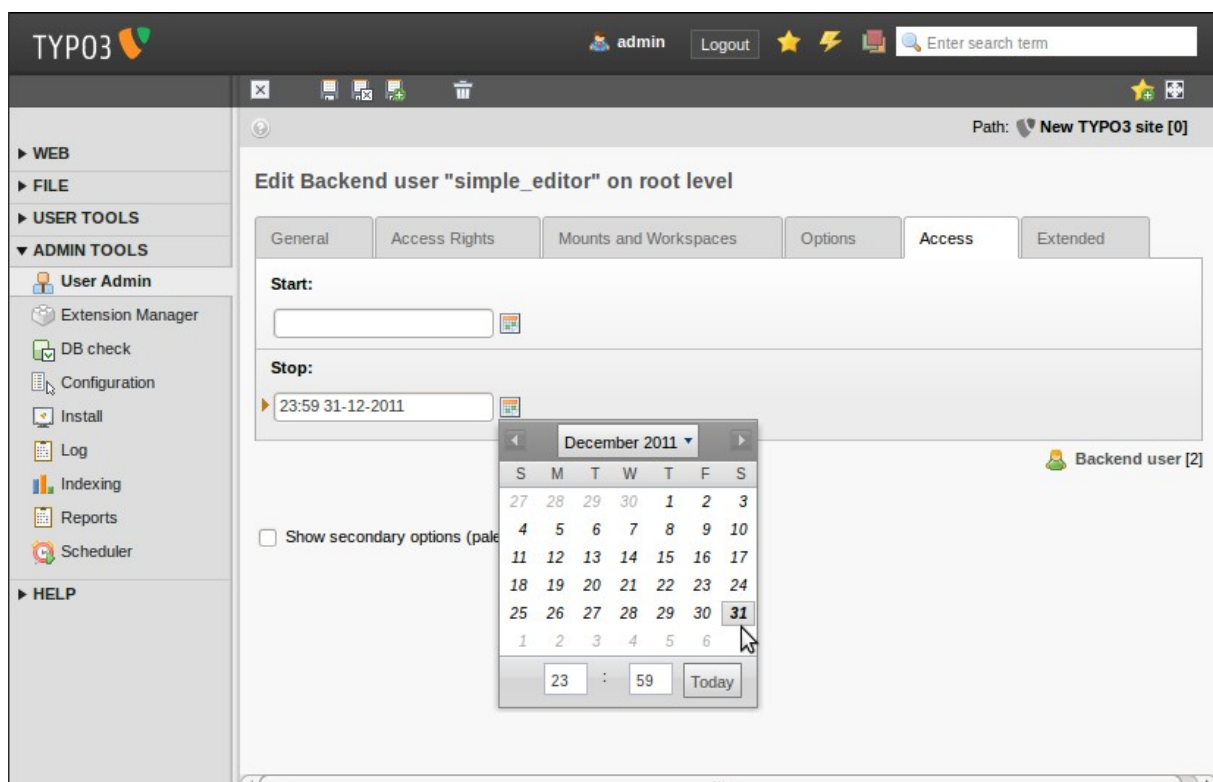 TYPO3
admin
Logout
Enter search term
Path: New TYPO3 site [0]
WEB
FILE
USER TOOLS
ADMIN TOOLS
User Admin
Extension Manager
DB check
Configuration
Install
Log
Indexing
Reports
Scheduler
HELP
Edit Backend user "simple_editor" on root level
General Access Rights Mounts and Workspaces Options Access Extended
Start:
Stop:
23:59 31-12-2011
December 2011
S M T W T F S
27 28 29 30 1 2 3
4 5 6 7 8 9 10
11 12 13 14 15 16 17
18 19 20 21 22 23 24
25 26 27 28 29 30 31
1 2 3 4 5 6
23 : 59 Today
Backend user [2]
Show secondary options